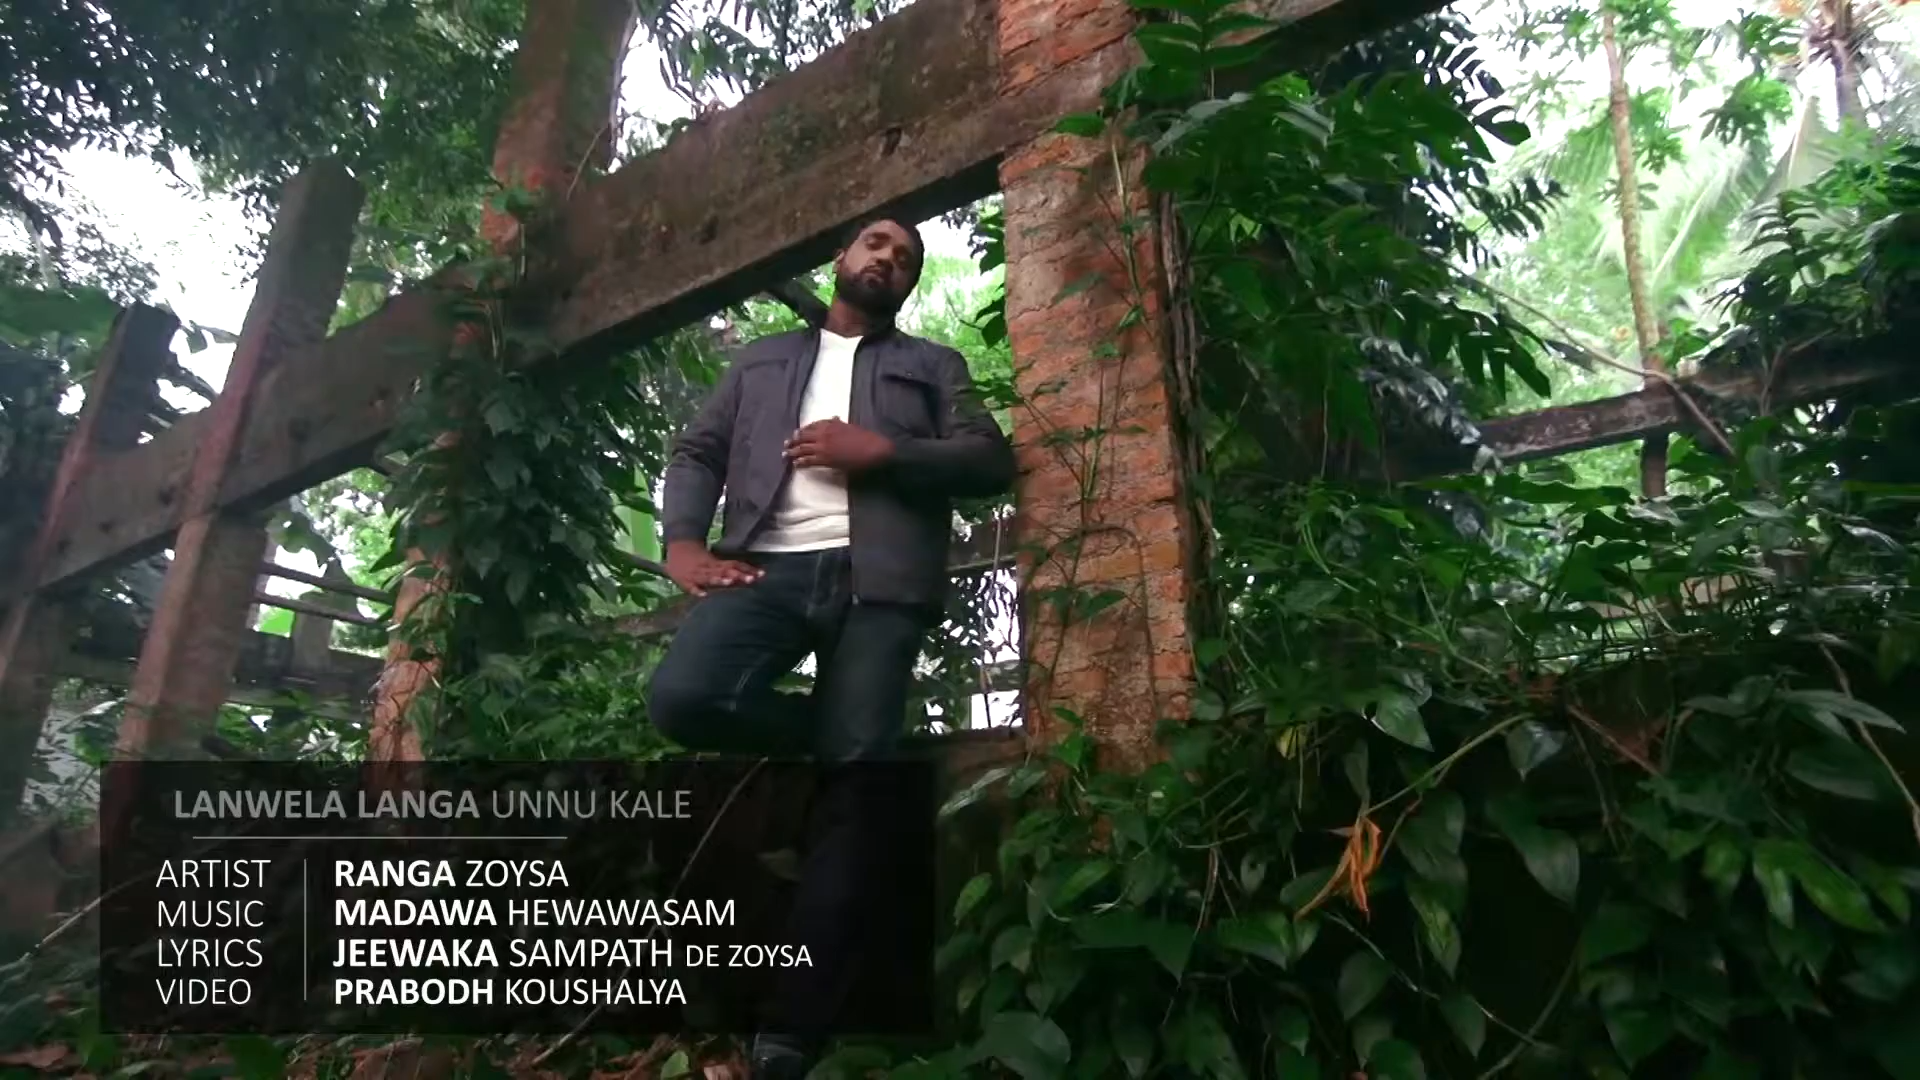 LANWELA LANGA UNNU KALE
ARTIST RANGA ZOYSA
MUSIC MADAWA HEWAWASAM
LYRICS JEEWAKA SAMPATH DE ZOYSA
VIDEO PRABODH KOUSHALYA